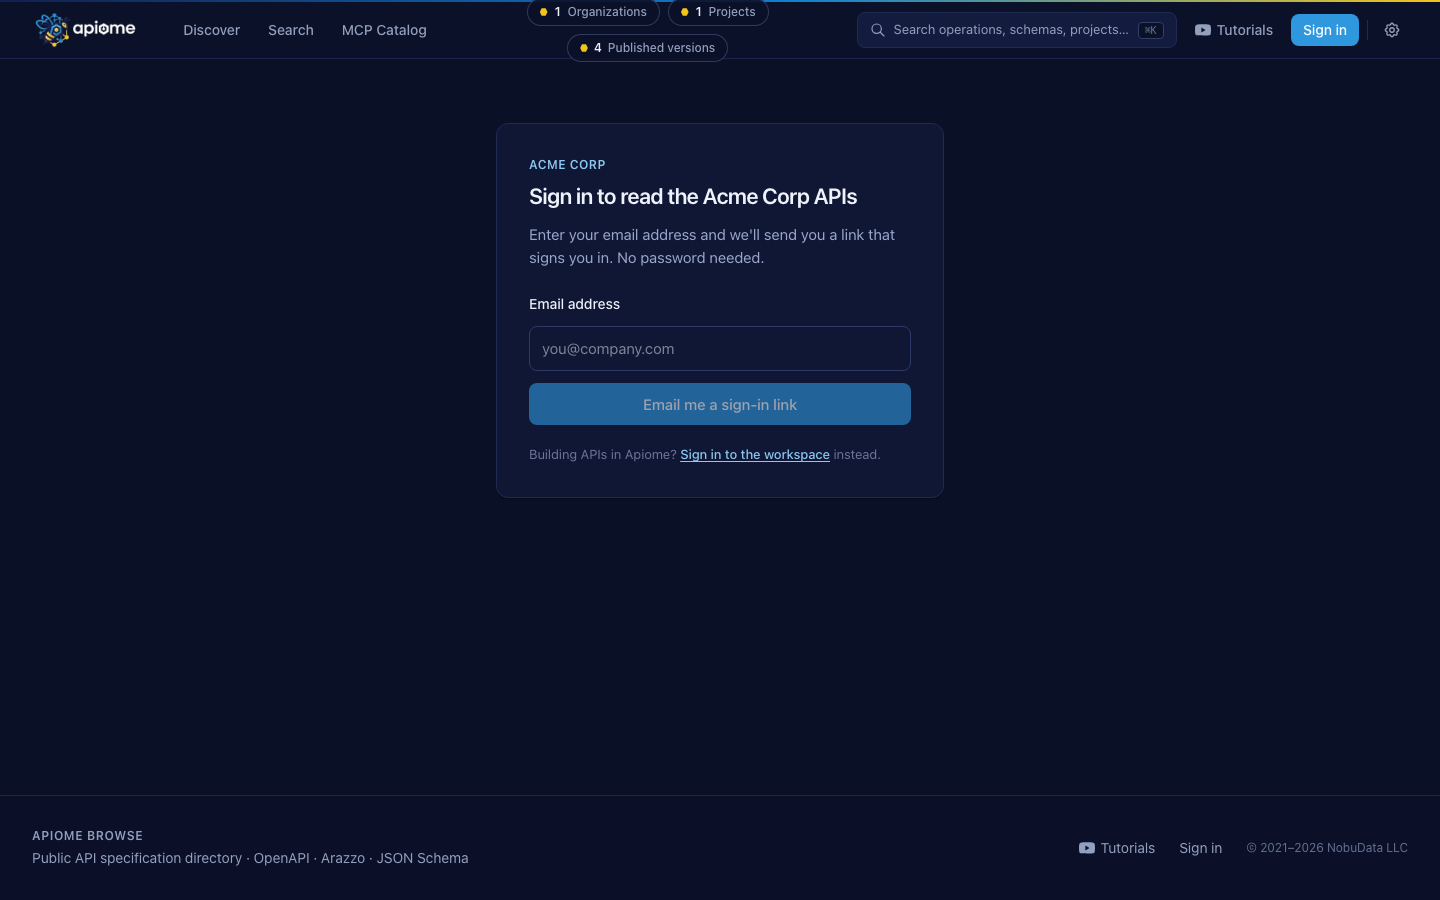 apiome
Discover
Search
MCP Catalog
1 Organizations
1 Projects
4 Published versions
Search operations, schemas, projects... ⌘K
Tutorials
Sign in
ACME CORP
Sign in to read the Acme Corp APIs
Enter your email address and we'll send you a link that
signs you in. No password needed.
Email address
you@company.com
Email me a sign-in link
Building APIs in Apiome? Sign in to the workspace instead.
APIOME BROWSE
Public API specification directory · OpenAPI · Arazzo · JSON Schema
Tutorials
Sign in
© 2021–2026 NobuData LLC